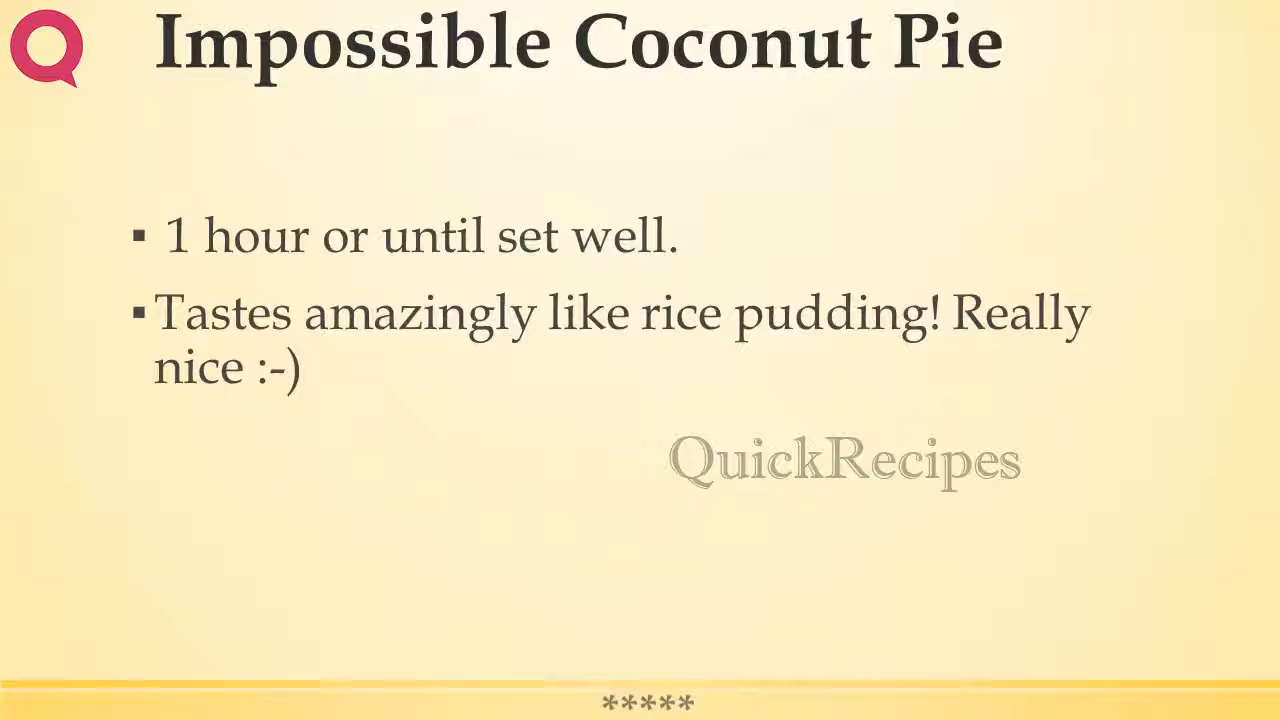 Impossible Coconut Pie
▪ 1 hour or until set well.
▪ Tastes amazingly like rice pudding! Really
nice :-)
QuickRecipes
*****